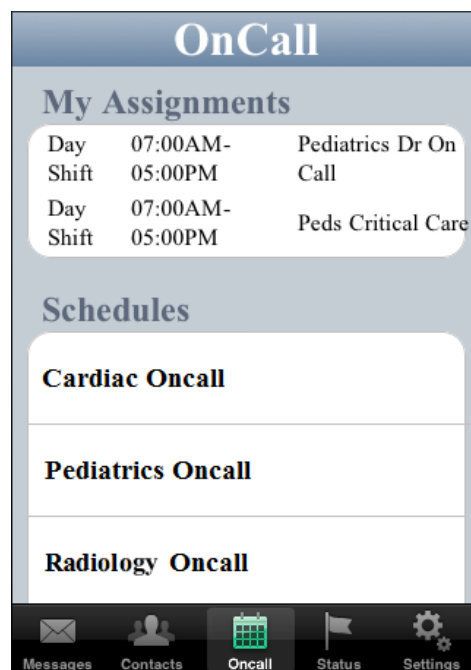 OnCall
My Assignments
Day 07:00AM- Pediatrics Dr On
Shift 05:00PM Call
Day 07:00AM- Peds Critical Care
Shift 05:00PM
Schedules
Cardiac Oncall
Pediatrics Oncall
Radiology Oncall
Messages Contacts Oncall Status Settings